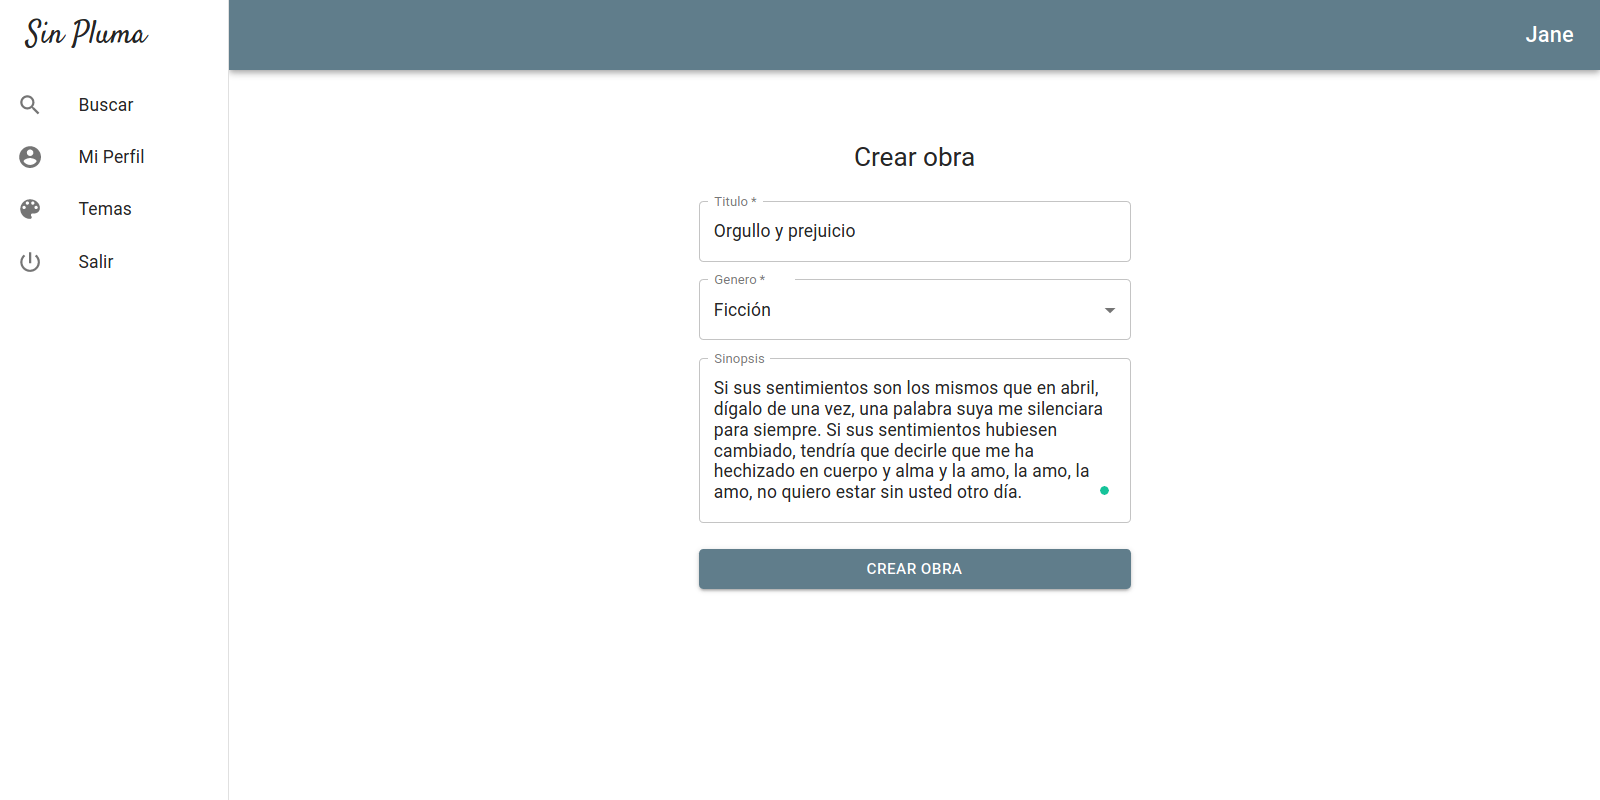 Sin Pluma
Jane
Buscar
Mi Perfil
Temas
Salir
Crear obra
Titulo *
Orgullo y prejuicio
Genero *
Ficción
Sinopsis
Si sus sentimientos son los mismos que en abril,
dígalo de una vez, una palabra suya me silenciara
para siempre. Si sus sentimientos hubiesen
cambiado, tendría que decirle que me ha
hechizado en cuerpo y alma y la amo, la amo, la
amo, no quiero estar sin usted otro día.
CREAR OBRA